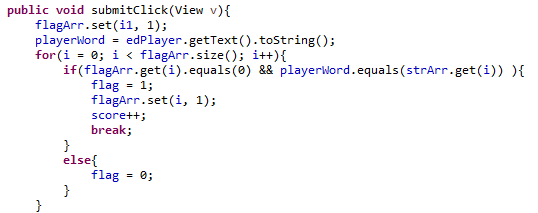 public void submitClick(View v){
    flagArr.set(i1, 1);
    playerWord = edPlayer.getText().toString();
    for(i = 0; i < flagArr.size(); i++){
        if(flagArr.get(i).equals(0) && playerWord.equals(strArr.get(i)) ){
            flag = 1;
            flagArr.set(i, 1);
            score++;
            break;
        }
        else{
            flag = 0;
        }
    }